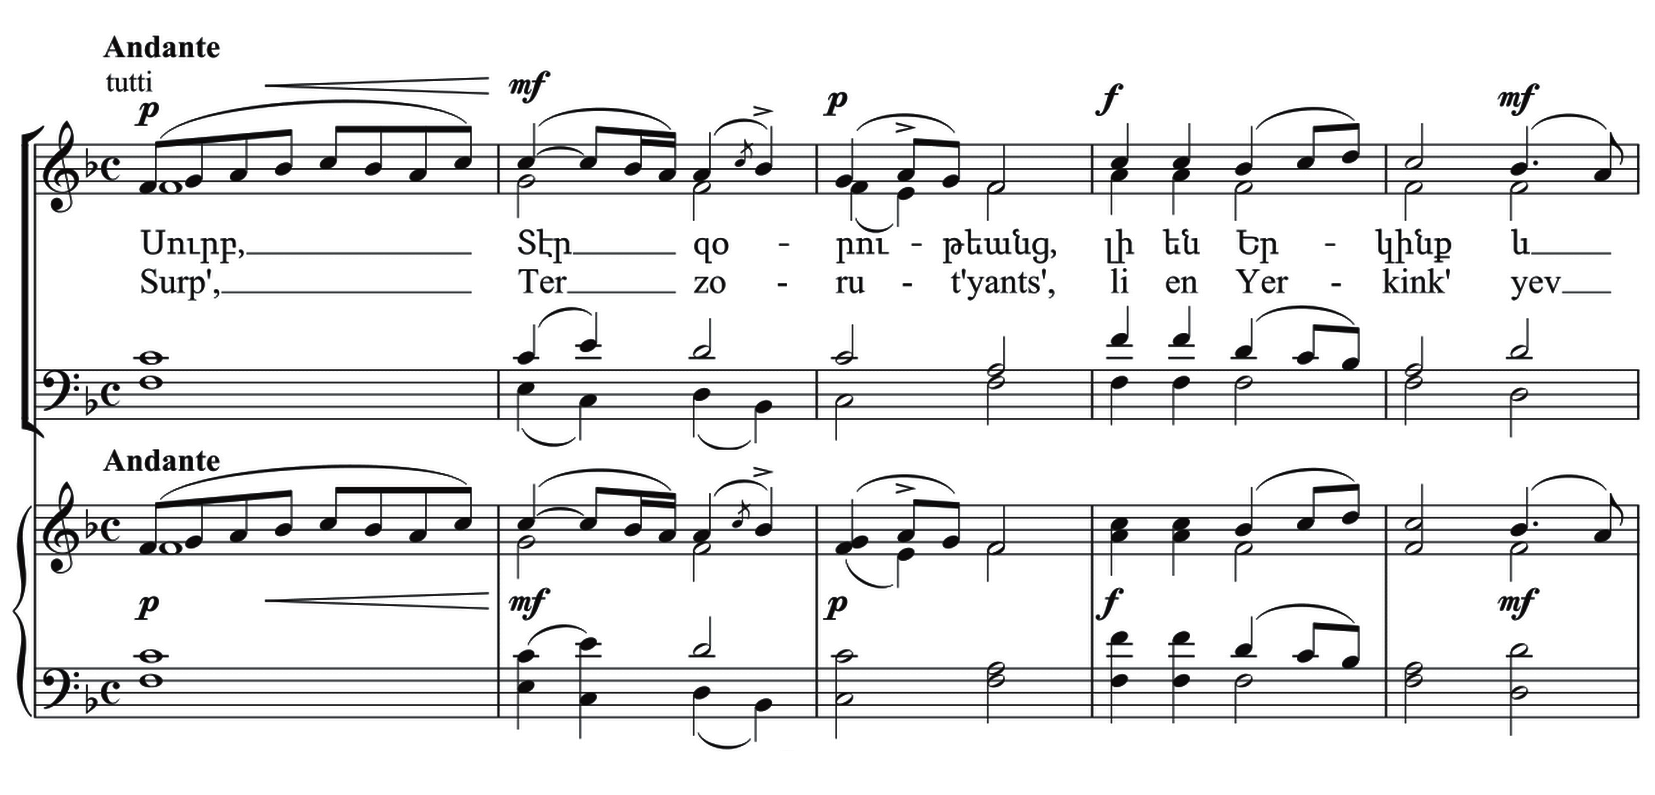 Andante
tutti
p mf p f mf
Սուրբ, Տէր զօ - րու - թեանց, լի են Եր - կինք և
Surp', Ter zo - ru - t'yants', li en Yer - kink' yev
Andante
p mf p f mf